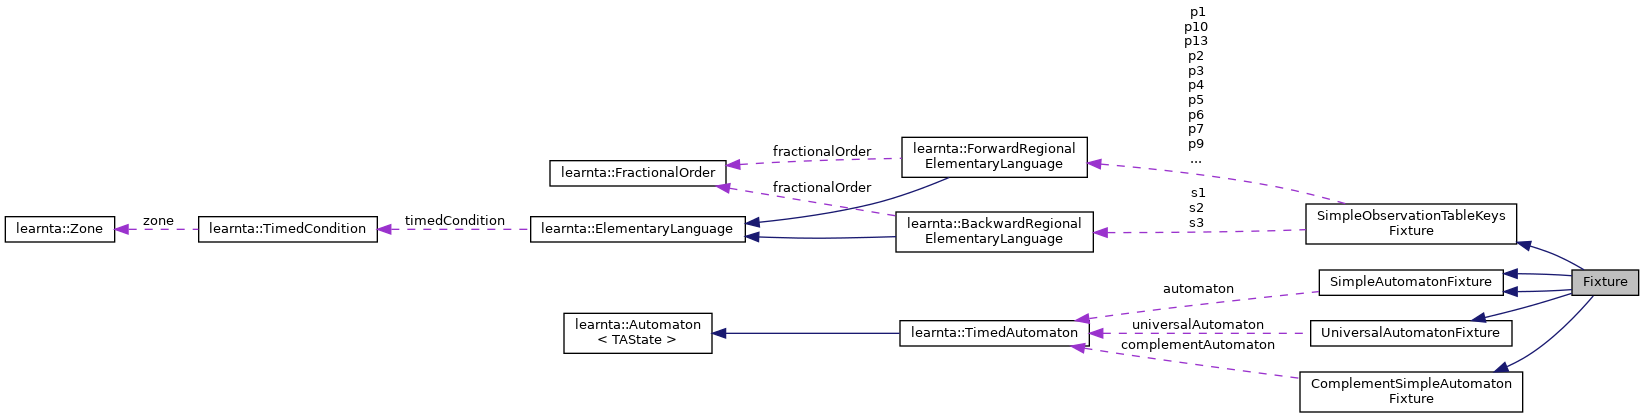 p1
p10
p13
p2
p3
p4
p5
p6
p7
p9
...
learnta::ForwardRegional
ElementaryLanguage
fractionalOrder
learnta::FractionalOrder
fractionalOrder
s1
s2
s3
learnta::Zone
zone
learnta::TimedCondition
timedCondition
learnta::ElementaryLanguage
learnta::BackwardRegional
ElementaryLanguage
SimpleObservationTableKeys
Fixture
SimpleAutomatonFixture
Fixture
automaton
learnta::Automaton
< TAState >
learnta::TimedAutomaton
universalAutomaton
UniversalAutomatonFixture
complementAutomaton
ComplementSimpleAutomaton
Fixture